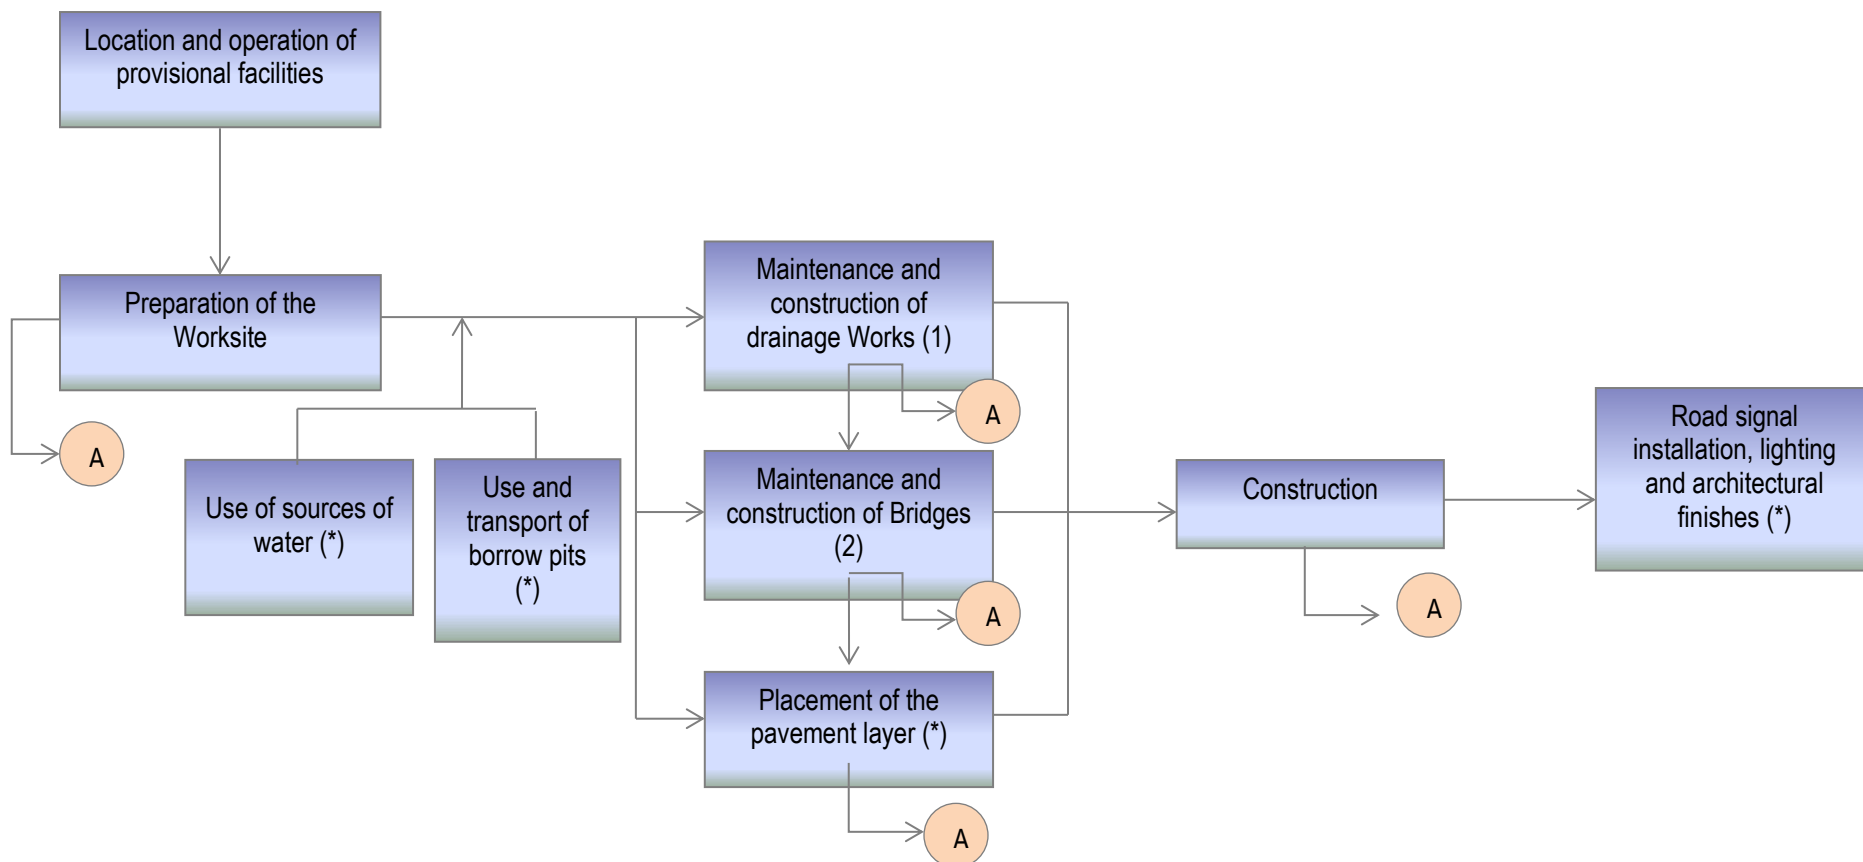 Location and operation of
provisional facilities
Preparation of the
Worksite
A
Use of sources of
water (*)
Use and
transport of
borrow pits
(*)
Maintenance and
construction of
drainage Works (1)
A
Maintenance and
construction of Bridges
(2)
A
Placement of the
pavement layer (*)
A
Construction
A
Road signal
installation, lighting
and architectural
finishes (*)